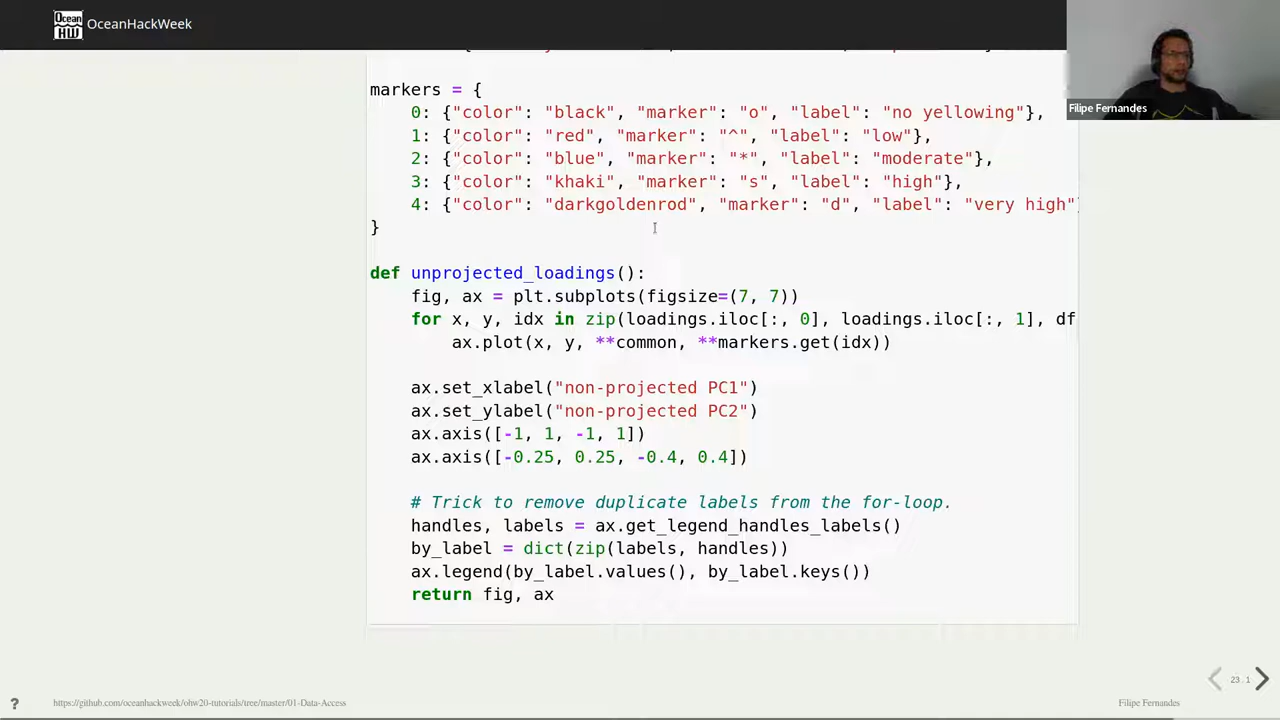 Ocean
HW
OceanHackWeek
Filipe Fernandes
markers = {
0: {"color": "black", "marker": "o", "label": "no yellowing"},
1: {"color": "red", "marker": "^", "label": "low"},
2: {"color": "blue", "marker": "*", "label": "moderate"},
3: {"color": "khaki", "marker": "s", "label": "high"},
4: {"color": "darkgoldenrod", "marker": "d", "label": "very high"}
}
def unprojected_loadings():
fig, ax = plt.subplots(figsize=(7, 7))
for x, y, idx in zip(loadings.iloc[:, 0], loadings.iloc[:, 1], df
ax.plot(x, y, **common, **markers.get(idx))
ax.set_xlabel("non-projected PC1")
ax.set_ylabel("non-projected PC2")
ax.axis([-1, 1, -1, 1])
ax.axis([-0.25, 0.25, -0.4, 0.4])
# Trick to remove duplicate labels from the for-loop.
handles, labels = ax.get_legend_handles_labels()
by_label = dict(zip(labels, handles))
ax.legend(by_label.values(), by_label.keys())
return fig, ax
23.1
?
https://github.com/oceanhackweek/ohw20-tutorials/tree/master/01-Data-Access
Filipe Fernandes